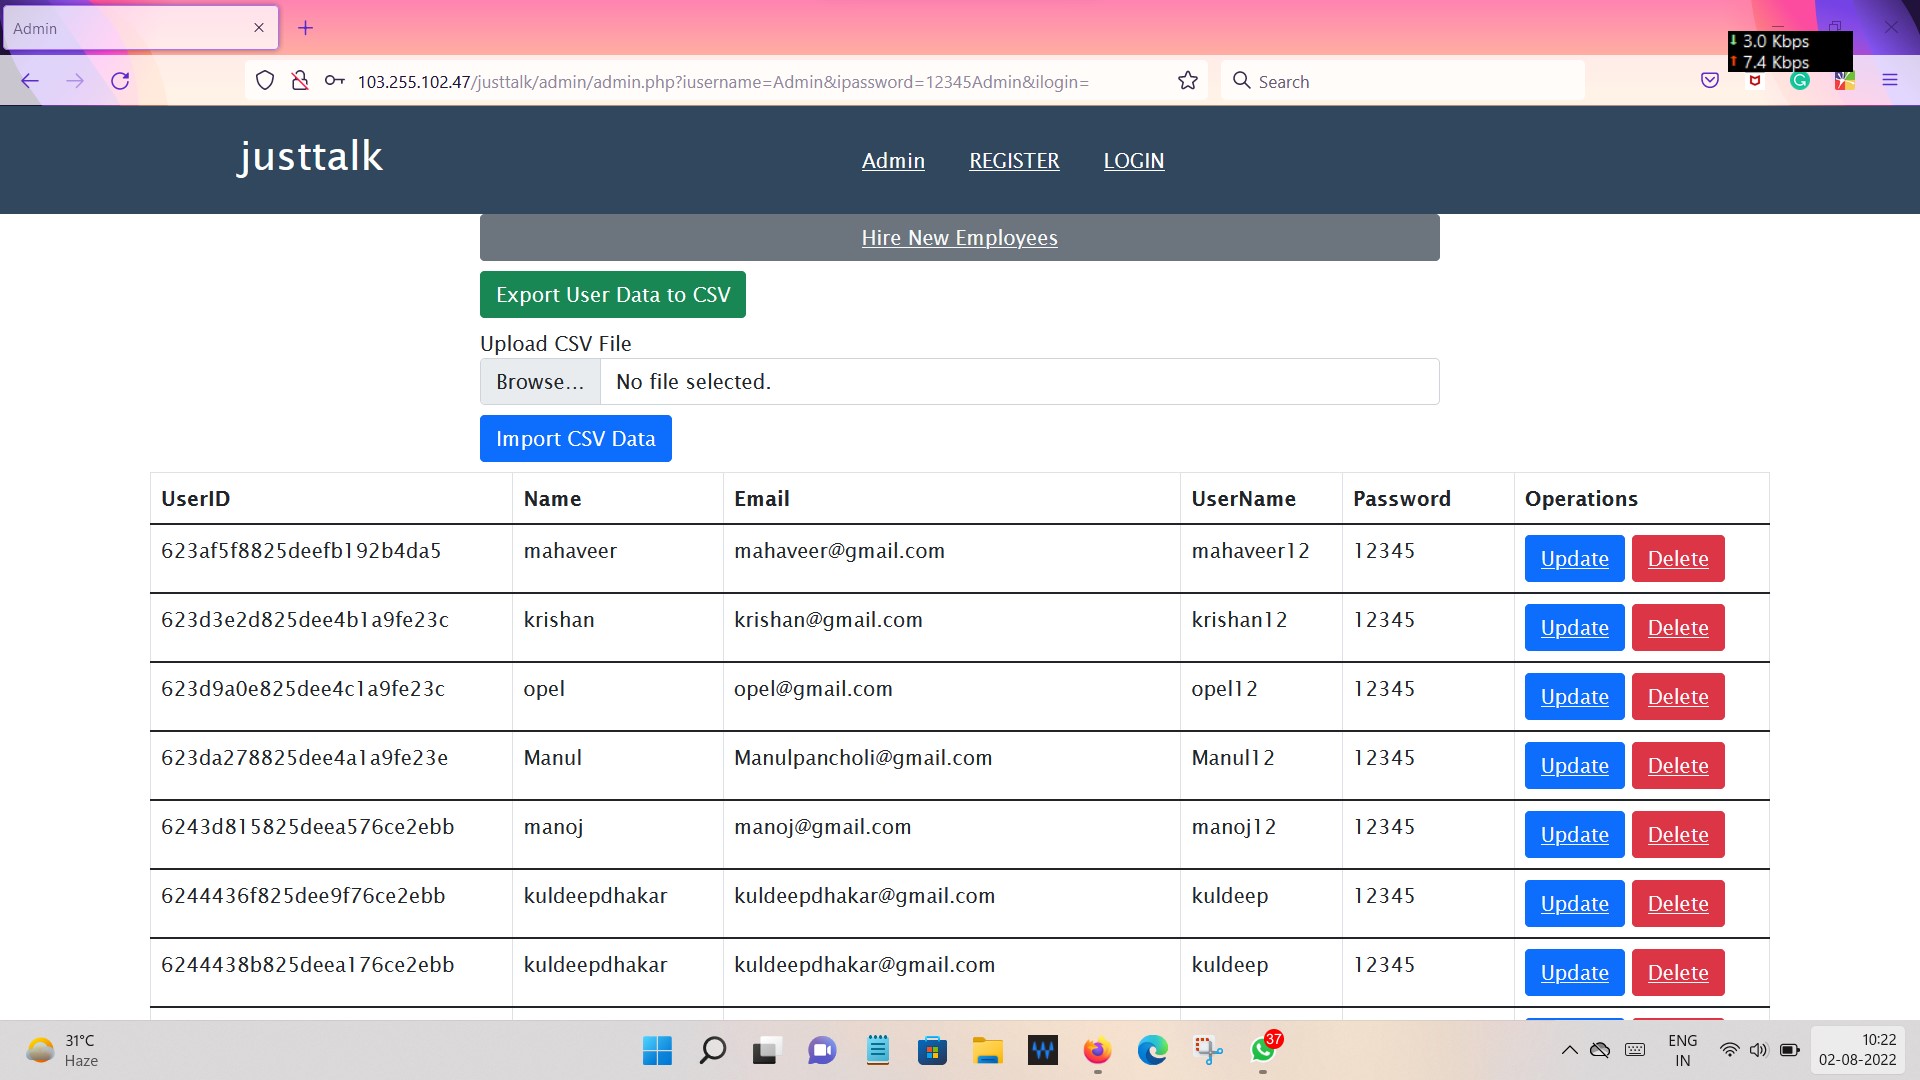 Admin
3.0 Kbps
7.4 Kbps
103.255.102.47/justtalk/admin/admin.php?iusername=Admin&ipassword=12345Admin&ilogin=
Search
justtalk
Admin REGISTER LOGIN
Hire New Employees
Export User Data to CSV
Upload CSV File
Browse... No file selected.
Import CSV Data
UserID Name Email UserName Password Operations
623af5f8825deefb192b4da5 mahaveer mahaveer@gmail.com mahaveer12 12345 Update Delete
623d3e2d825dee4b1a9fe23c krishan krishan@gmail.com krishan12 12345 Update Delete
623d9a0e825dee4c1a9fe23c opel opel@gmail.com opel12 12345 Update Delete
623da278825dee4a1a9fe23e Manul Manulpancholi@gmail.com Manul12 12345 Update Delete
6243d815825deea576ce2ebb manoj manoj@gmail.com manoj12 12345 Update Delete
6244436f825dee9f76ce2ebb kuldeepdhakar kuldeepdhakar@gmail.com kuldeep 12345 Update Delete
6244438b825deea176ce2ebb kuldeepdhakar kuldeepdhakar@gmail.com kuldeep 12345 Update Delete
31°C
Haze
37
ENG
IN
10:22
02-08-2022